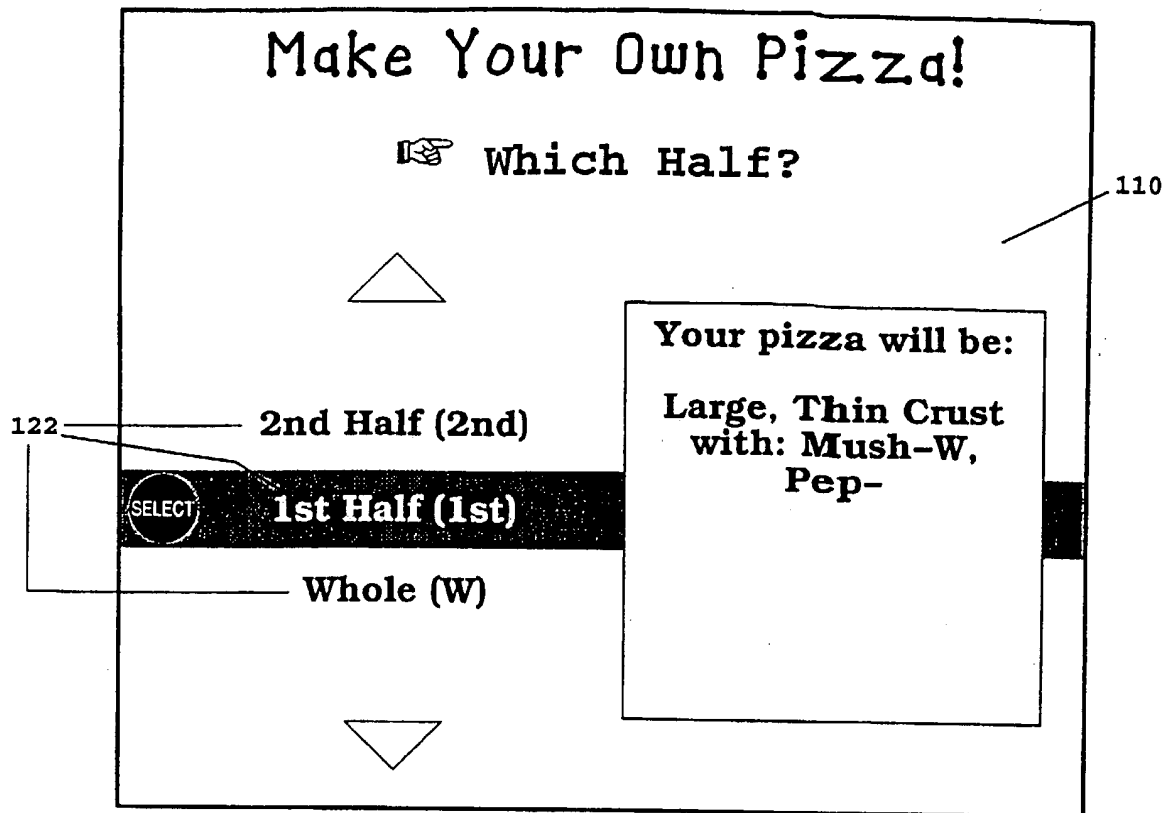 Make Your Own Pizza!
☞ Which Half?
110
Your pizza will be:
Large, Thin Crust
with: Mush-W,
Pep-
122
2nd Half (2nd)
SELECT
1st Half (1st)
Whole (W)